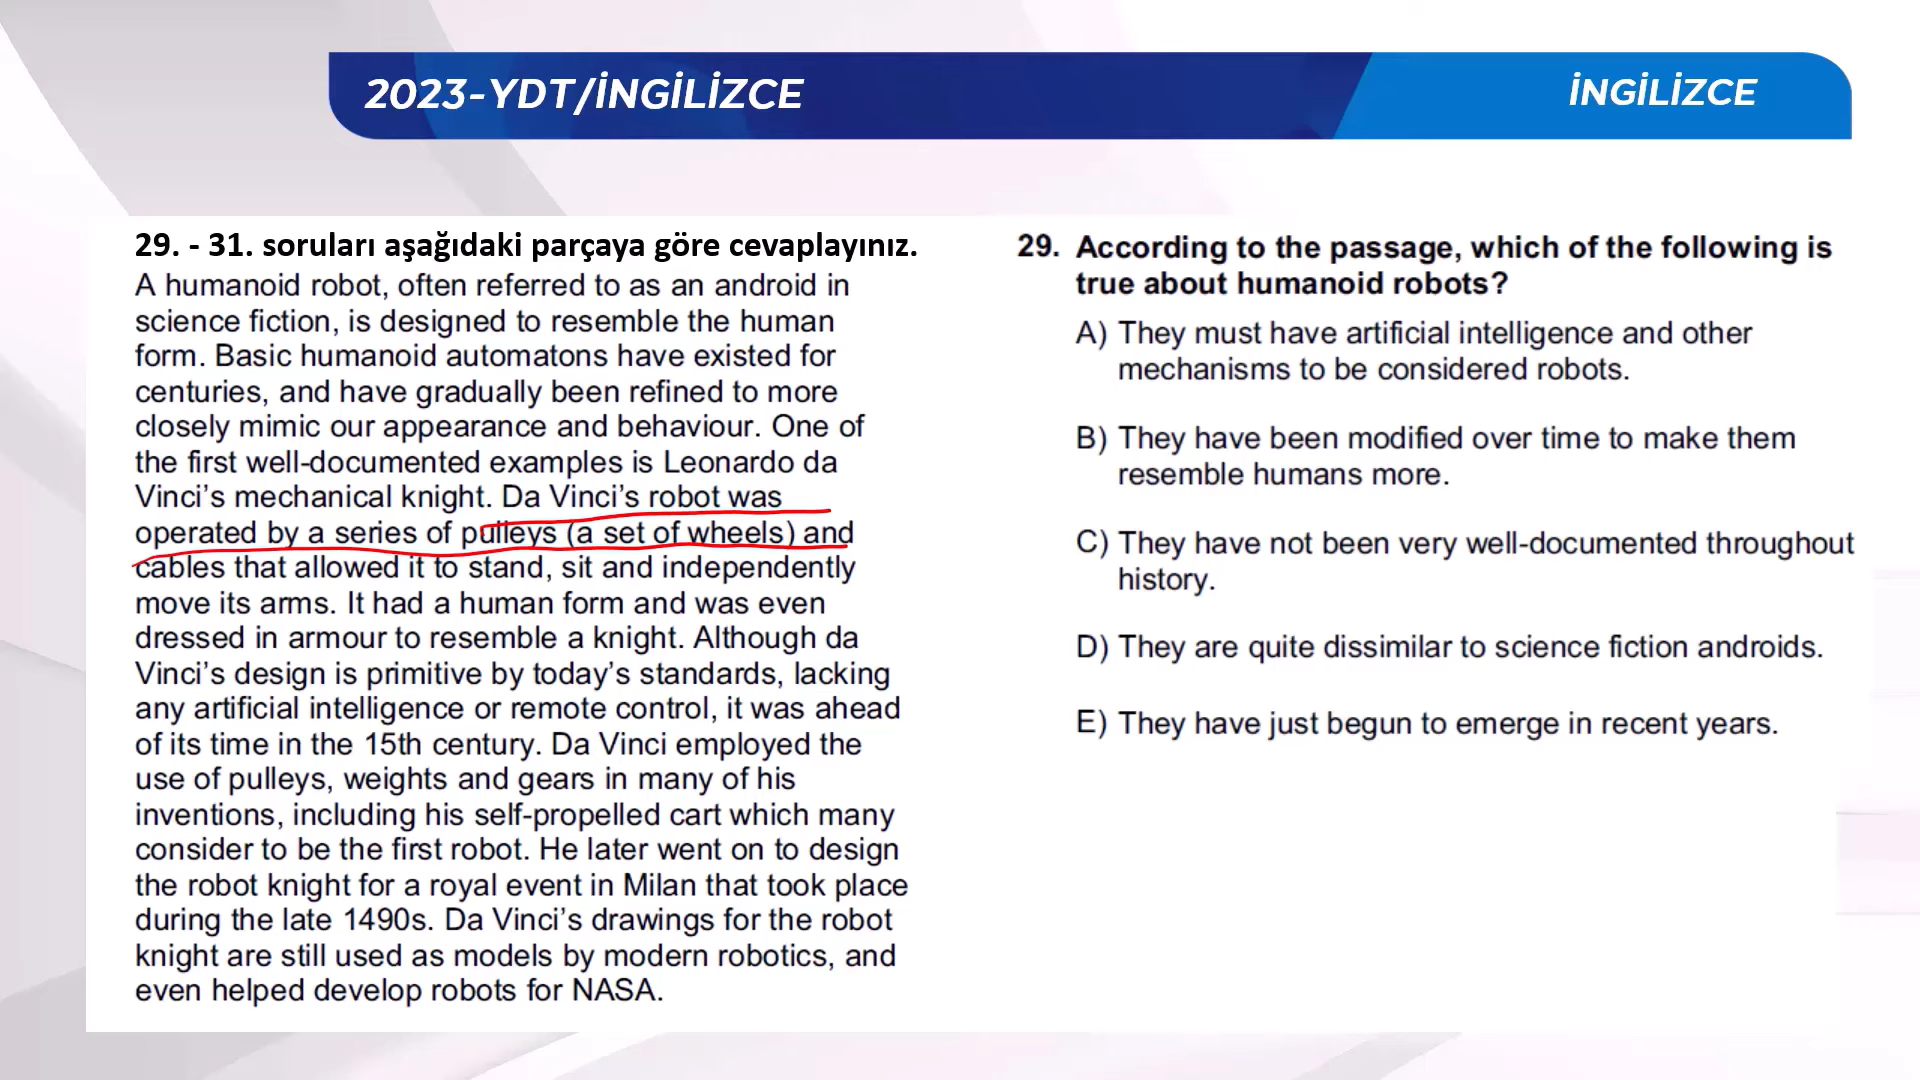 2023-YDT/İNGİLİZCE
İNGİLİZCE
29. - 31. soruları aşağıdaki parçaya göre cevaplayınız.
A humanoid robot, often referred to as an android in
science fiction, is designed to resemble the human
form. Basic humanoid automatons have existed for
centuries, and have gradually been refined to more
closely mimic our appearance and behaviour. One of
the first well-documented examples is Leonardo da
Vinci’s mechanical knight. Da Vinci’s robot was
operated by a series of pulleys (a set of wheels) and
cables that allowed it to stand, sit and independently
move its arms. It had a human form and was even
dressed in armour to resemble a knight. Although da
Vinci’s design is primitive by today’s standards, lacking
any artificial intelligence or remote control, it was ahead
of its time in the 15th century. Da Vinci employed the
use of pulleys, weights and gears in many of his
inventions, including his self-propelled cart which many
consider to be the first robot. He later went on to design
the robot knight for a royal event in Milan that took place
during the late 1490s. Da Vinci’s drawings for the robot
knight are still used as models by modern robotics, and
even helped develop robots for NASA.
29. According to the passage, which of the following is
true about humanoid robots?
A) They must have artificial intelligence and other
mechanisms to be considered robots.
B) They have been modified over time to make them
resemble humans more.
C) They have not been very well-documented throughout
history.
D) They are quite dissimilar to science fiction androids.
E) They have just begun to emerge in recent years.